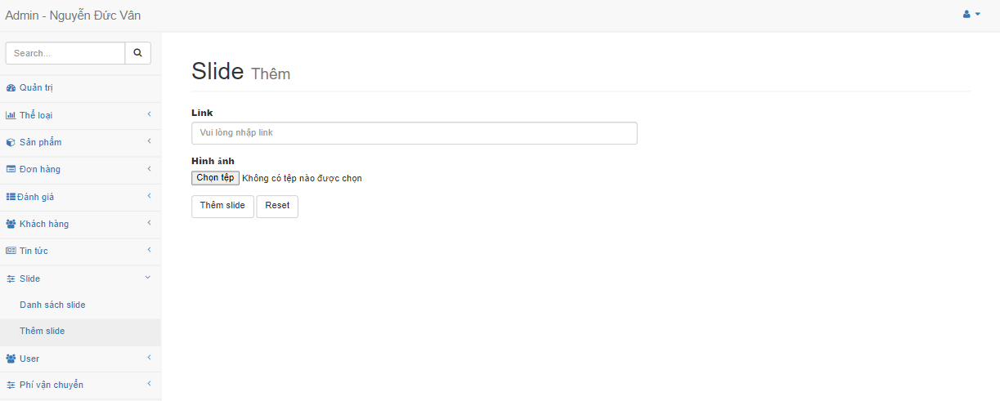 Admin - Nguyễn Đức Vân
Search...
Quản trị
Thể loại
Sản phẩm
Đơn hàng
Đánh giá
Khách hàng
Tin tức
Slide
Danh sách slide
Thêm slide
User
Phí vận chuyển
Slide Thêm
Link
Vui lòng nhập link
Hình ảnh
Chọn tệp Không có tệp nào được chọn
Thêm slide Reset